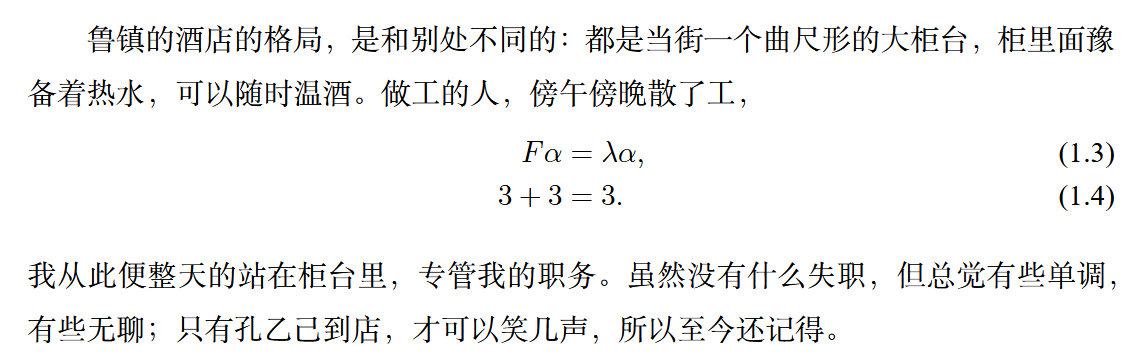 鲁镇的酒店的格局，是和别处不同的：都是当街一个曲尺形的大柜台，柜里面豫
备着热水，可以随时温酒。做工的人，傍午傍晚散了工，
Fα = λα, (1.3)
3 + 3 = 3. (1.4)
我从此便整天的站在柜台里，专管我的职务。虽然没有什么失职，但总觉有些单调，
有些无聊；只有孔乙己到店，才可以笑几声，所以至今还记得。